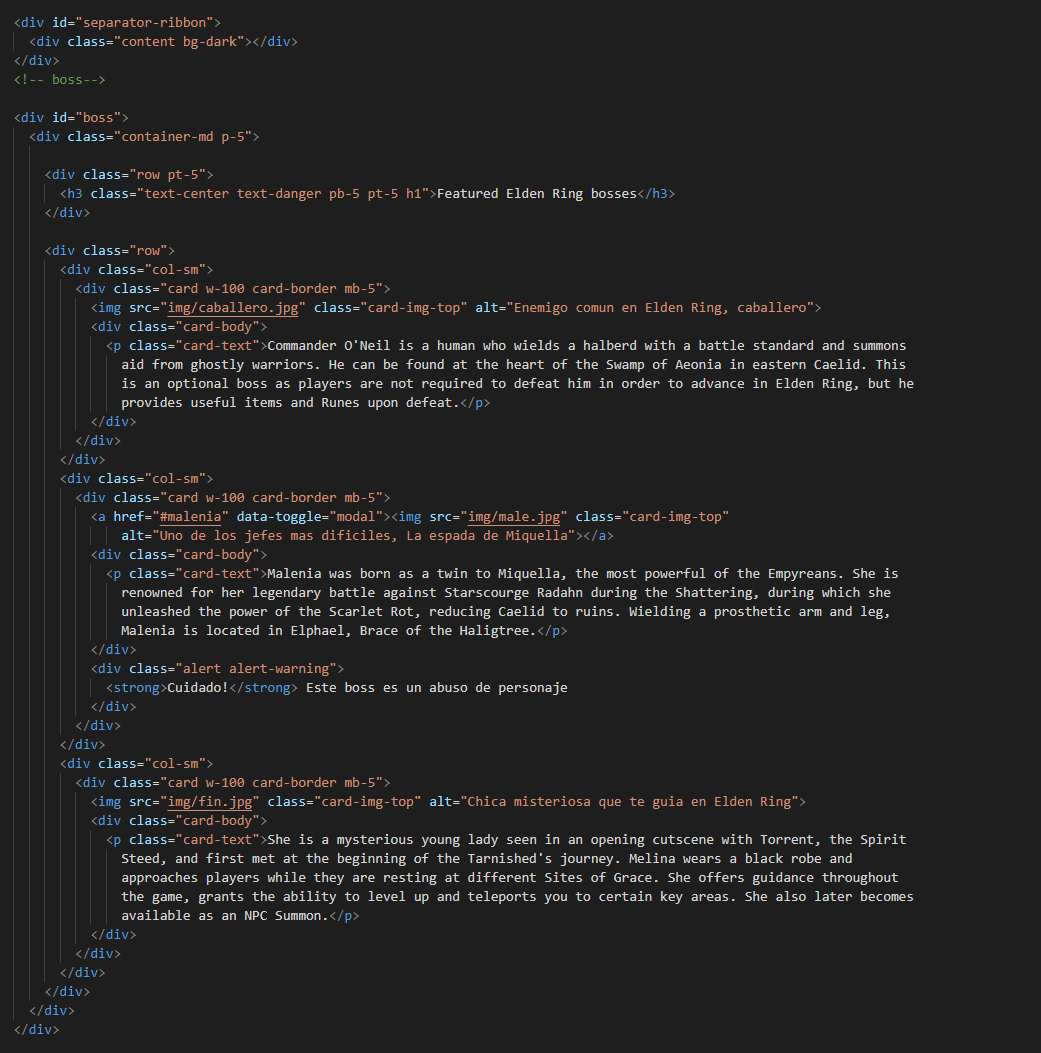 <div id="separator-ribbon">
<div class="content bg-dark"></div>
</div>
<!-- boss-->
<div id="boss">
<div class="container-md p-5">
<div class="row pt-5">
<h3 class="text-center text-danger pb-5 pt-5 h1">Featured Elden Ring bosses</h3>
</div>
<div class="row">
<div class="col-sm">
<div class="card w-100 card-border mb-5">
<img src="img/caballero.jpg" class="card-img-top" alt="Enemigo comun en Elden Ring, caballero">
<div class="card-body">
<p class="card-text">Commander O'Neil is a human who wields a halberd with a battle standard and summons
aid from ghostly warriors. He can be found at the heart of the Swamp of Aeonia in eastern Caelid. This
is an optional boss as players are not required to defeat him in order to advance in Elden Ring, but he
provides useful items and Runes upon defeat.</p>
</div>
</div>
</div>
<div class="col-sm">
<div class="card w-100 card-border mb-5">
<a href="#malenia" data-toggle="modal"><img src="img/male.jpg" class="card-img-top"
alt="Uno de los jefes mas dificiles, La espada de Miquella"></a>
<div class="card-body">
<p class="card-text">Malenia was born as a twin to Miquella, the most powerful of the Empyreans. She is
renowned for her legendary battle against Starscourge Radahn during the Shattering, during which she
unleashed the power of the Scarlet Rot, reducing Caelid to ruins. Wielding a prosthetic arm and leg,
Malenia is located in Elphael, Brace of the Haligtree.</p>
</div>
<div class="alert alert-warning">
<strong>Cuidado!</strong> Este boss es un abuso de personaje
</div>
</div>
</div>
<div class="col-sm">
<div class="card w-100 card-border mb-5">
<img src="img/fin.jpg" class="card-img-top" alt="Chica misteriosa que te guia en Elden Ring">
<div class="card-body">
<p class="card-text">She is a mysterious young lady seen in an opening cutscene with Torrent, the Spirit
Steed, and first met at the beginning of the Tarnished's journey. Melina wears a black robe and
approaches players while they are resting at different Sites of Grace. She offers guidance throughout
the game, grants the ability to level up and teleports you to certain key areas. She also later becomes
available as an NPC Summon.</p>
</div>
</div>
</div>
</div>
</div>
</div>